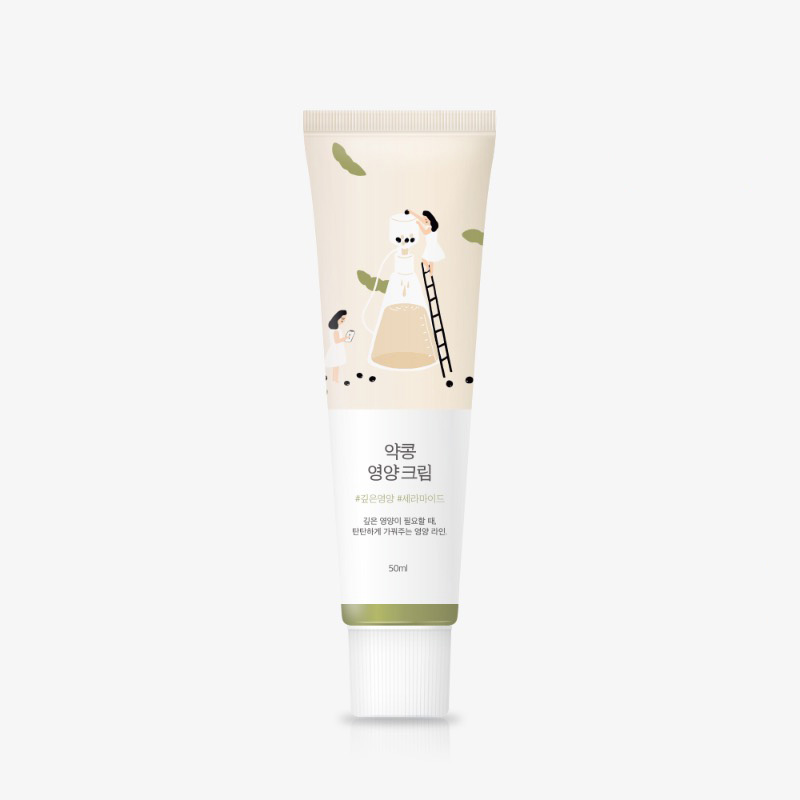 약콩
영양 크림
#깊은영양 #세라마이드
깊은 영양이 필요할 때,
탄탄하게 가꿔주는 영양 라인
50ml